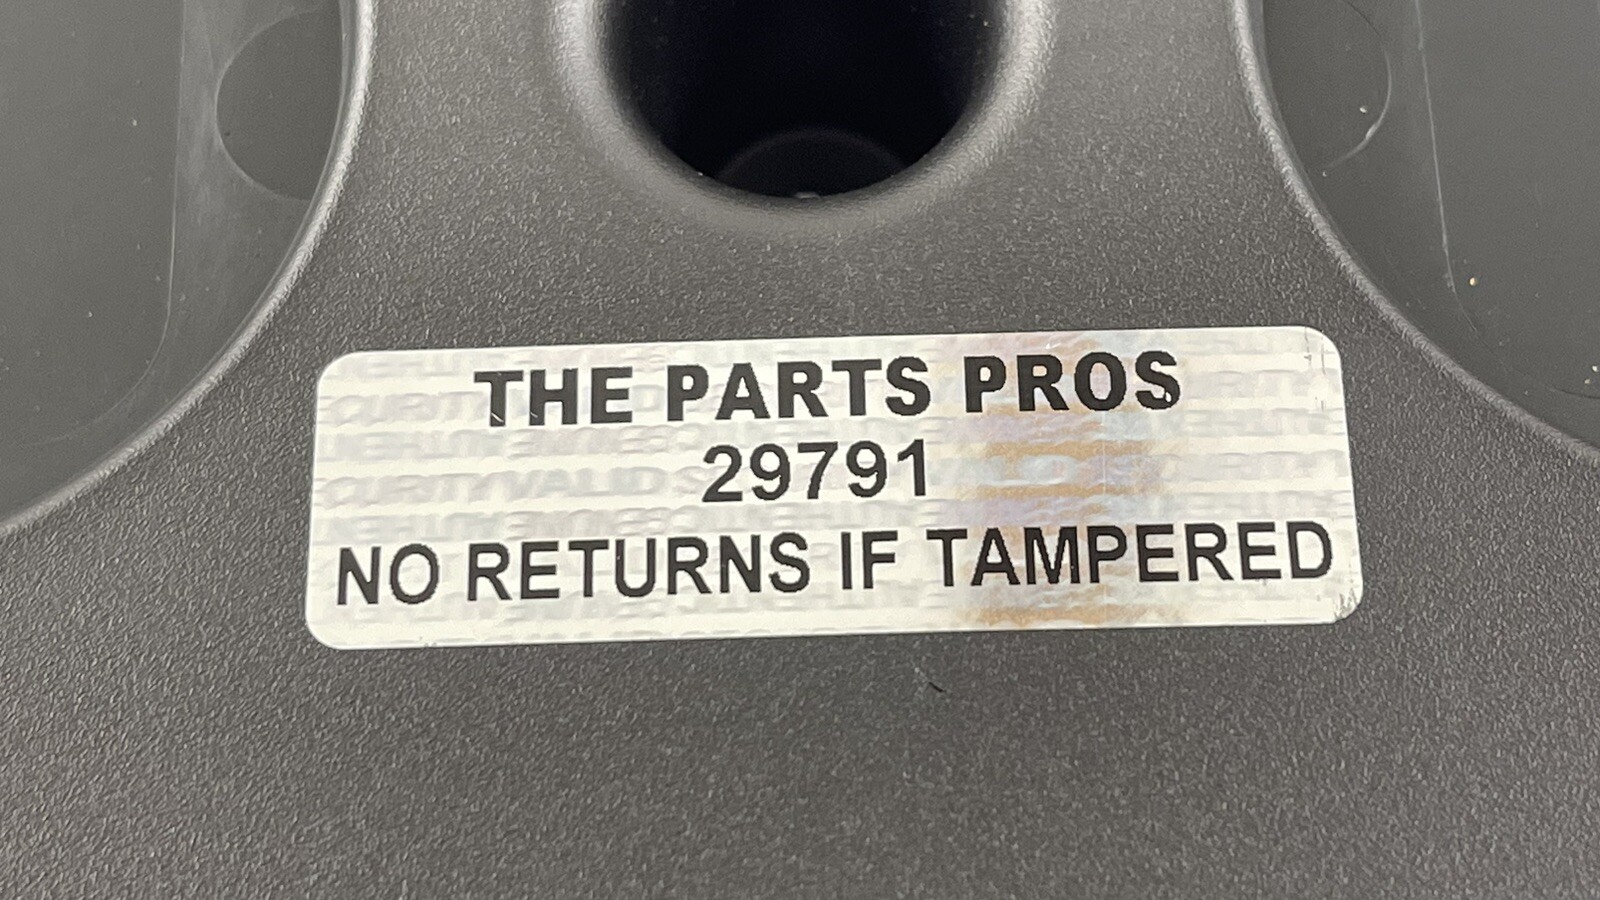 THE PARTS PROS
29791
NO RETURNS IF TAMPERED